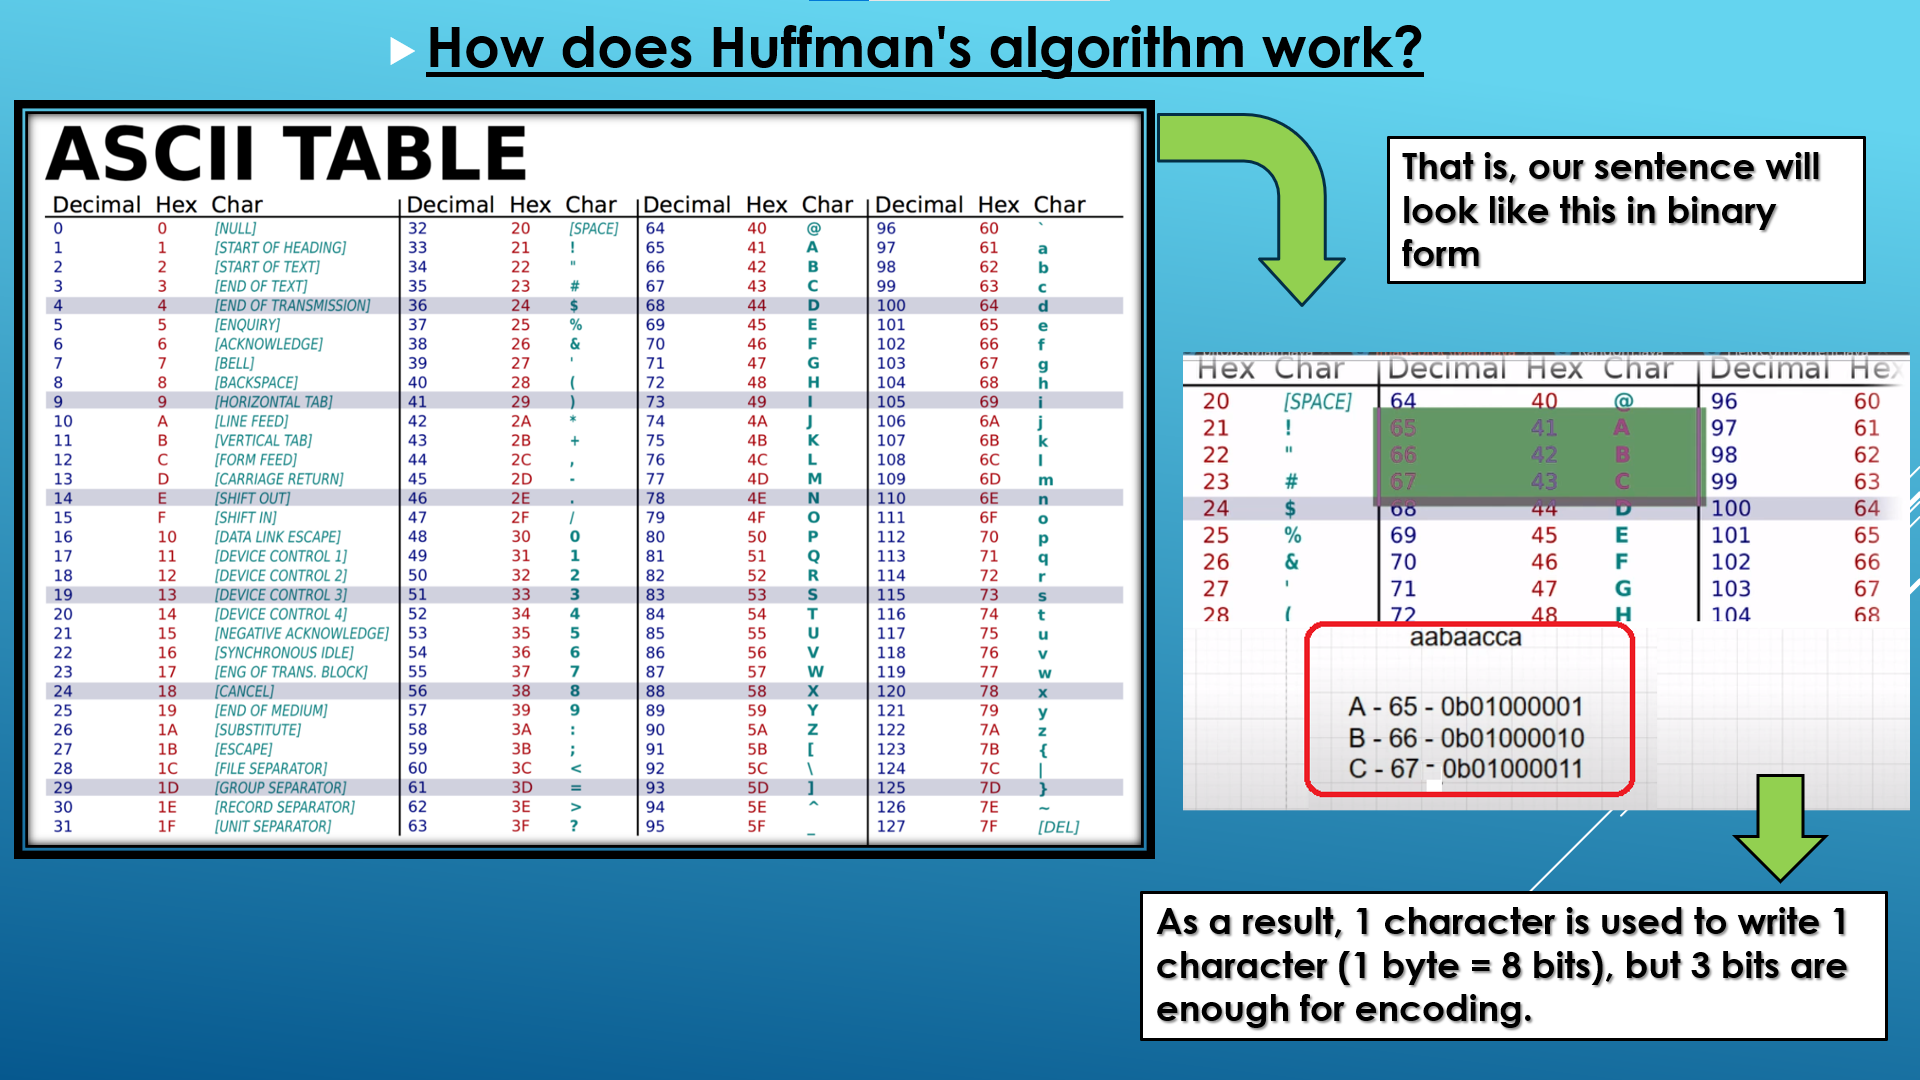 How does Huffman's algorithm work?
ASCII TABLE
Decimal Hex Char Decimal Hex Char Decimal Hex Char Decimal Hex Char
0 0 [NULL] 32 20 [SPACE] 64 40 @ 96 60 `
1 1 [START OF HEADING] 33 21 ! 65 41 A 97 61 a
2 2 [START OF TEXT] 34 22 " 66 42 B 98 62 b
3 3 [END OF TEXT] 35 23 # 67 43 C 99 63 c
4 4 [END OF TRANSMISSION] 36 24 $ 68 44 D 100 64 d
5 5 [ENQUIRY] 37 25 % 69 45 E 101 65 e
6 6 [ACKNOWLEDGE] 38 26 & 70 46 F 102 66 f
7 7 [BELL] 39 27 ' 71 47 G 103 67 g
8 8 [BACKSPACE] 40 28 ( 72 48 H 104 68 h
9 9 [HORIZONTAL TAB] 41 29 ) 73 49 I 105 69 i
10 A [LINE FEED] 42 2A * 74 4A J 106 6A j
11 B [VERTICAL TAB] 43 2B + 75 4B K 107 6B k
12 C [FORM FEED] 44 2C , 76 4C L 108 6C l
13 D [CARRIAGE RETURN] 45 2D - 77 4D M 109 6D m
14 E [SHIFT OUT] 46 2E . 78 4E N 110 6E n
15 F [SHIFT IN] 47 2F / 79 4F O 111 6F o
16 10 [DATA LINK ESCAPE] 48 30 0 80 50 P 112 70 p
17 11 [DEVICE CONTROL 1] 49 31 1 81 51 Q 113 71 q
18 12 [DEVICE CONTROL 2] 50 32 2 82 52 R 114 72 r
19 13 [DEVICE CONTROL 3] 51 33 3 83 53 S 115 73 s
20 14 [DEVICE CONTROL 4] 52 34 4 84 54 T 116 74 t
21 15 [NEGATIVE ACKNOWLEDGE] 53 35 5 85 55 U 117 75 u
22 16 [SYNCHRONOUS IDLE] 54 36 6 86 56 V 118 76 v
23 17 [ENG OF TRANS. BLOCK] 55 37 7 87 57 W 119 77 w
24 18 [CANCEL] 56 38 8 88 58 X 120 78 x
25 19 [END OF MEDIUM] 57 39 9 89 59 Y 121 79 y
26 1A [SUBSTITUTE] 58 3A : 90 5A Z 122 7A z
27 1B [ESCAPE] 59 3B ; 91 5B [ 123 7B {
28 1C [FILE SEPARATOR] 60 3C < 92 5C \ 124 7C |
29 1D [GROUP SEPARATOR] 61 3D = 93 5D ] 125 7D }
30 1E [RECORD SEPARATOR] 62 3E > 94 5E ^ 126 7E ~
31 1F [UNIT SEPARATOR] 63 3F ? 95 5F _ 127 7F [DEL]
That is, our sentence will
look like this in binary
form
Hex Char Decimal Hex Char Decimal Hex
20 [SPACE] 64 40 @ 96 60
21 ! 65 41 A 97 61
22 " 66 42 B 98 62
23 # 67 43 C 99 63
24 $ 68 44 D 100 64
25 % 69 45 E 101 65
26 & 70 46 F 102 66
27 ' 71 47 G 103 67
28 ( 72 48 H 104 68
aabaacca
A - 65 - 0b01000001
B - 66 - 0b01000010
C - 67 - 0b01000011
As a result, 1 character is used to write 1
character (1 byte = 8 bits), but 3 bits are
enough for encoding.